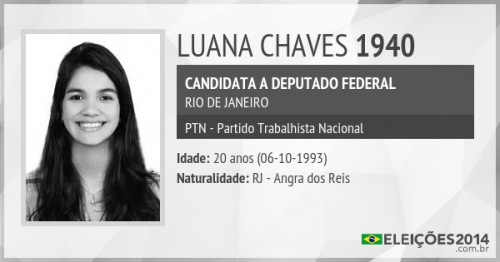 LUANA CHAVES 1940
CANDIDATA A DEPUTADO FEDERAL
RIO DE JANEIRO
PTN - Partido Trabalhista Nacional
Idade: 20 anos (06-10-1993)
Naturalidade: RJ - Angra dos Reis
ELEIÇÕES2014
.com.br